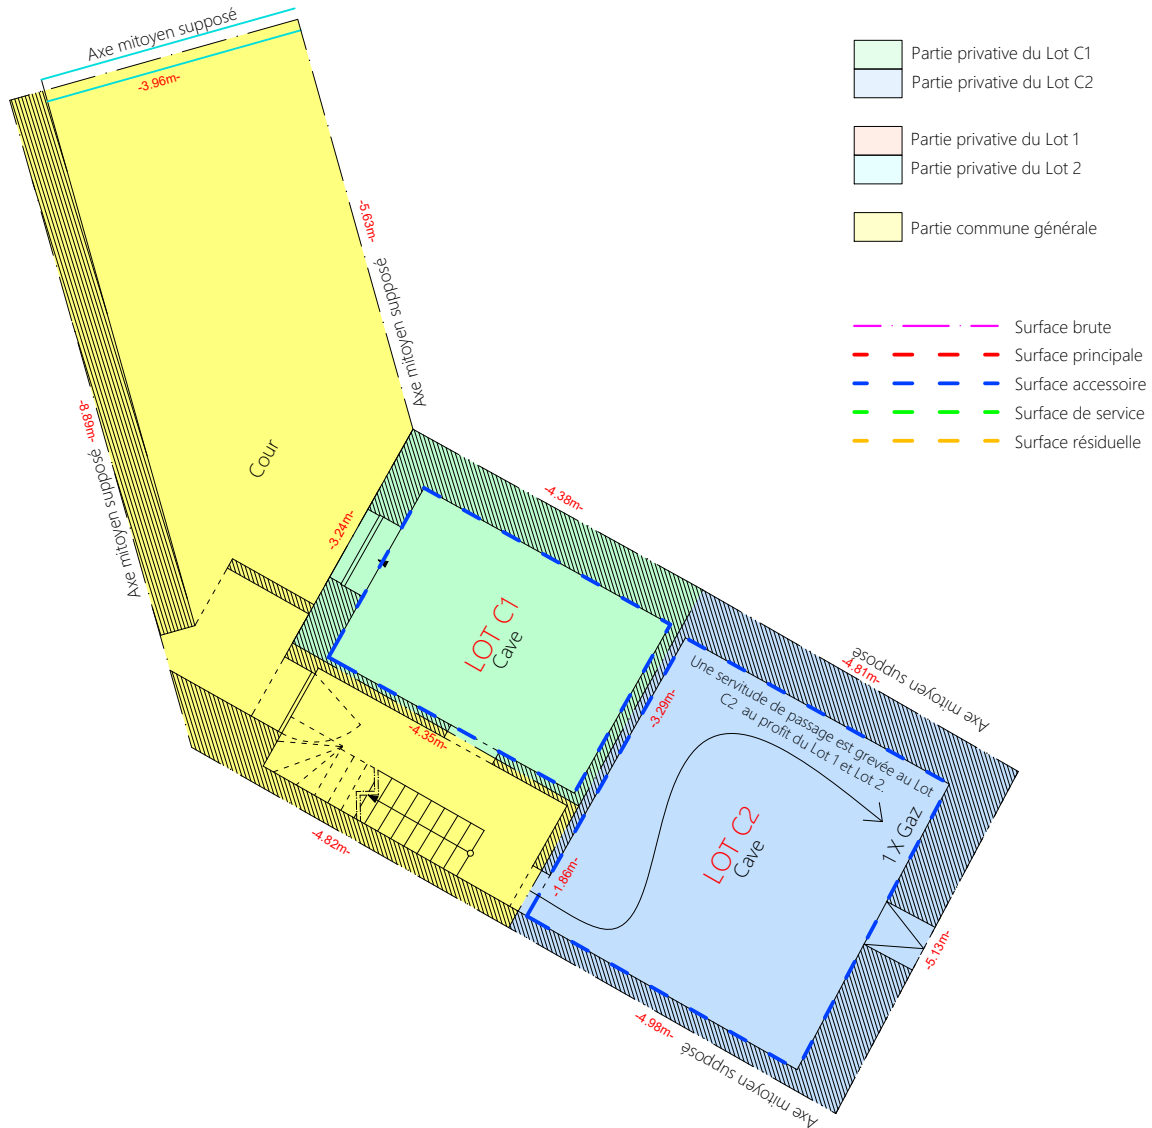 Axe mitoyen supposé
-3.96m-
Partie privative du Lot C1
Partie privative du Lot C2
Partie privative du Lot 1
Partie privative du Lot 2
Partie commune générale
Surface brute
Surface principale
Surface accessoire
Surface de service
Surface résiduelle
-5.63m-
Axe mitoyen supposé
-8.89m-
Axe mitoyen supposé
Cour
-3.24m-
-4.38m-
LOT C1
Cave
-4.35m-
-4.82m-
-3.29m-
-1.86m-
Une servitude de passage est grevée au Lot
C2 au profit du Lot 1 et Lot 2.
-4.81m-
Axe mitoyen supposé
1 X Gaz
LOT C2
Cave
-5.13m-
-4.98m-
Axe mitoyen supposé